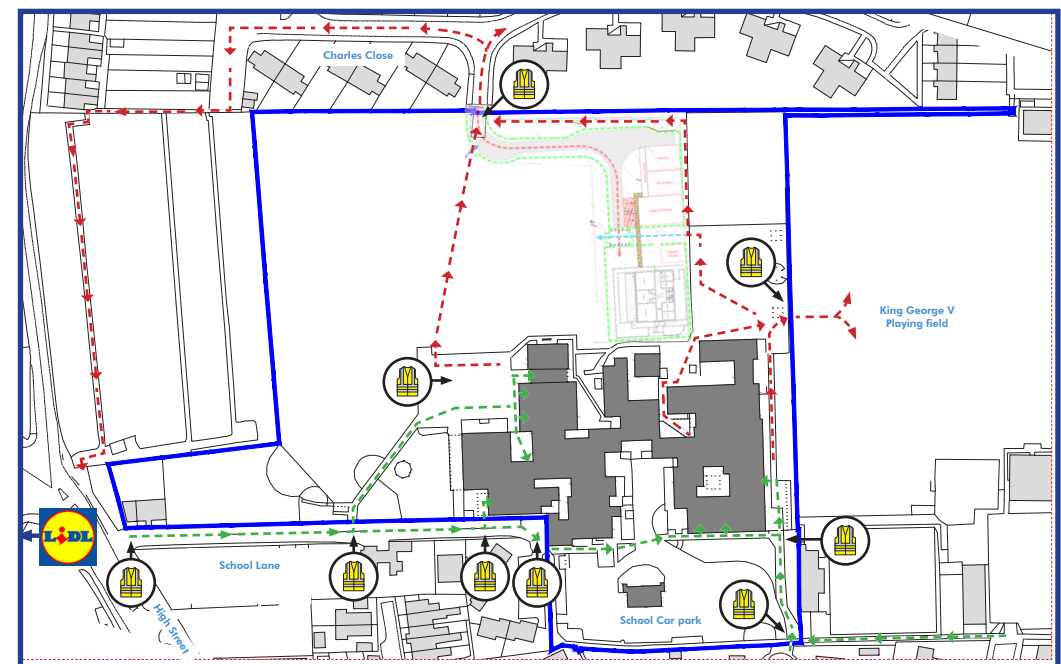 Charles Close
King George V
Playing field
LiDL
School Lane
School Car park
High Street